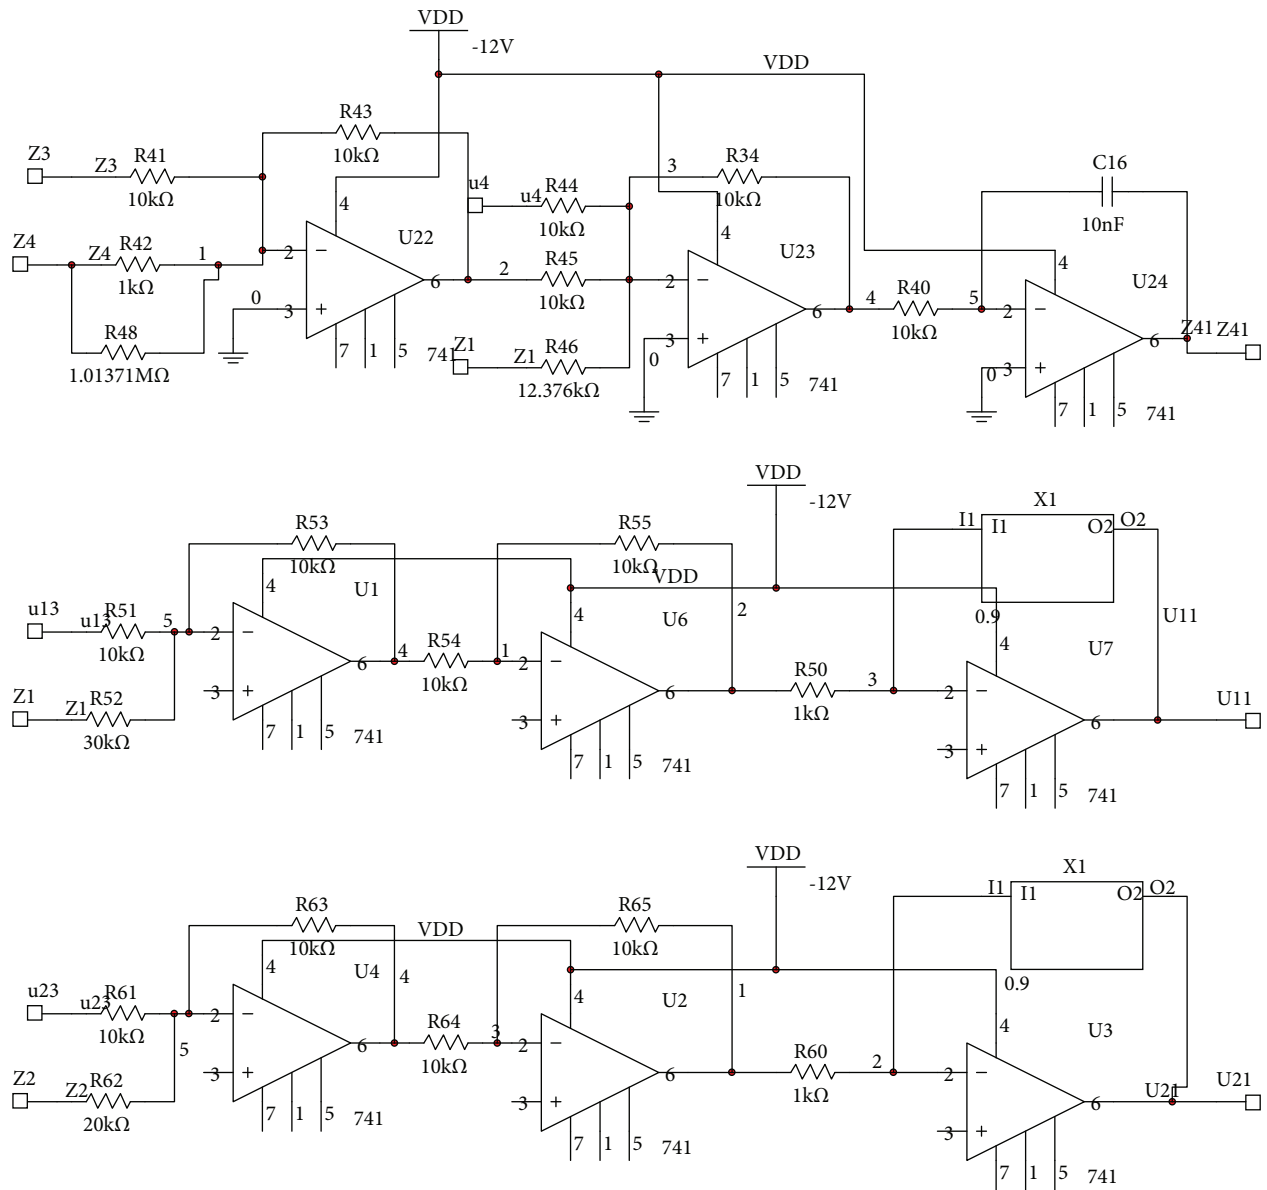 VDD
-12V
VDD
R43
10kΩ
Z3
Z3
R41
10kΩ
3
R34
10kΩ
C16
10nF
u4
u4
R44
10kΩ
4
U22
4
U23
4
U24
Z4
Z4
R42
1kΩ
1
2
6
2
R45
10kΩ
2
6
4
R40
10kΩ
5
2
6
Z41
Z41
0
3
R48
1.01371MΩ
7
1
5
741
Z1
Z1
R46
12.376kΩ
3
0
7
1
5
741
0
3
7
1
5
741
VDD
-12V
X1
R53
10kΩ
R55
10kΩ
I1
I1
O2
O2
0.9
VDD
4
U1
4
U6
2
4
U7
U11
u13
u13
R51
10kΩ
5
2
6
4
R54
10kΩ
1
2
6
R50
1kΩ
3
2
6
U11
Z1
Z1
R52
30kΩ
3
7
1
5
741
3
7
1
5
741
3
7
1
5
741
VDD
-12V
X1
R63
10kΩ
VDD
R65
10kΩ
I1
I1
O2
O2
0.9
4
U4
4
4
U2
1
4
U3
u23
u23
R61
10kΩ
5
2
6
R64
10kΩ
3
2
6
R60
1kΩ
2
2
6
U21
U21
Z2
Z2
R62
20kΩ
3
7
1
5
741
3
7
1
5
741
3
7
1
5
741